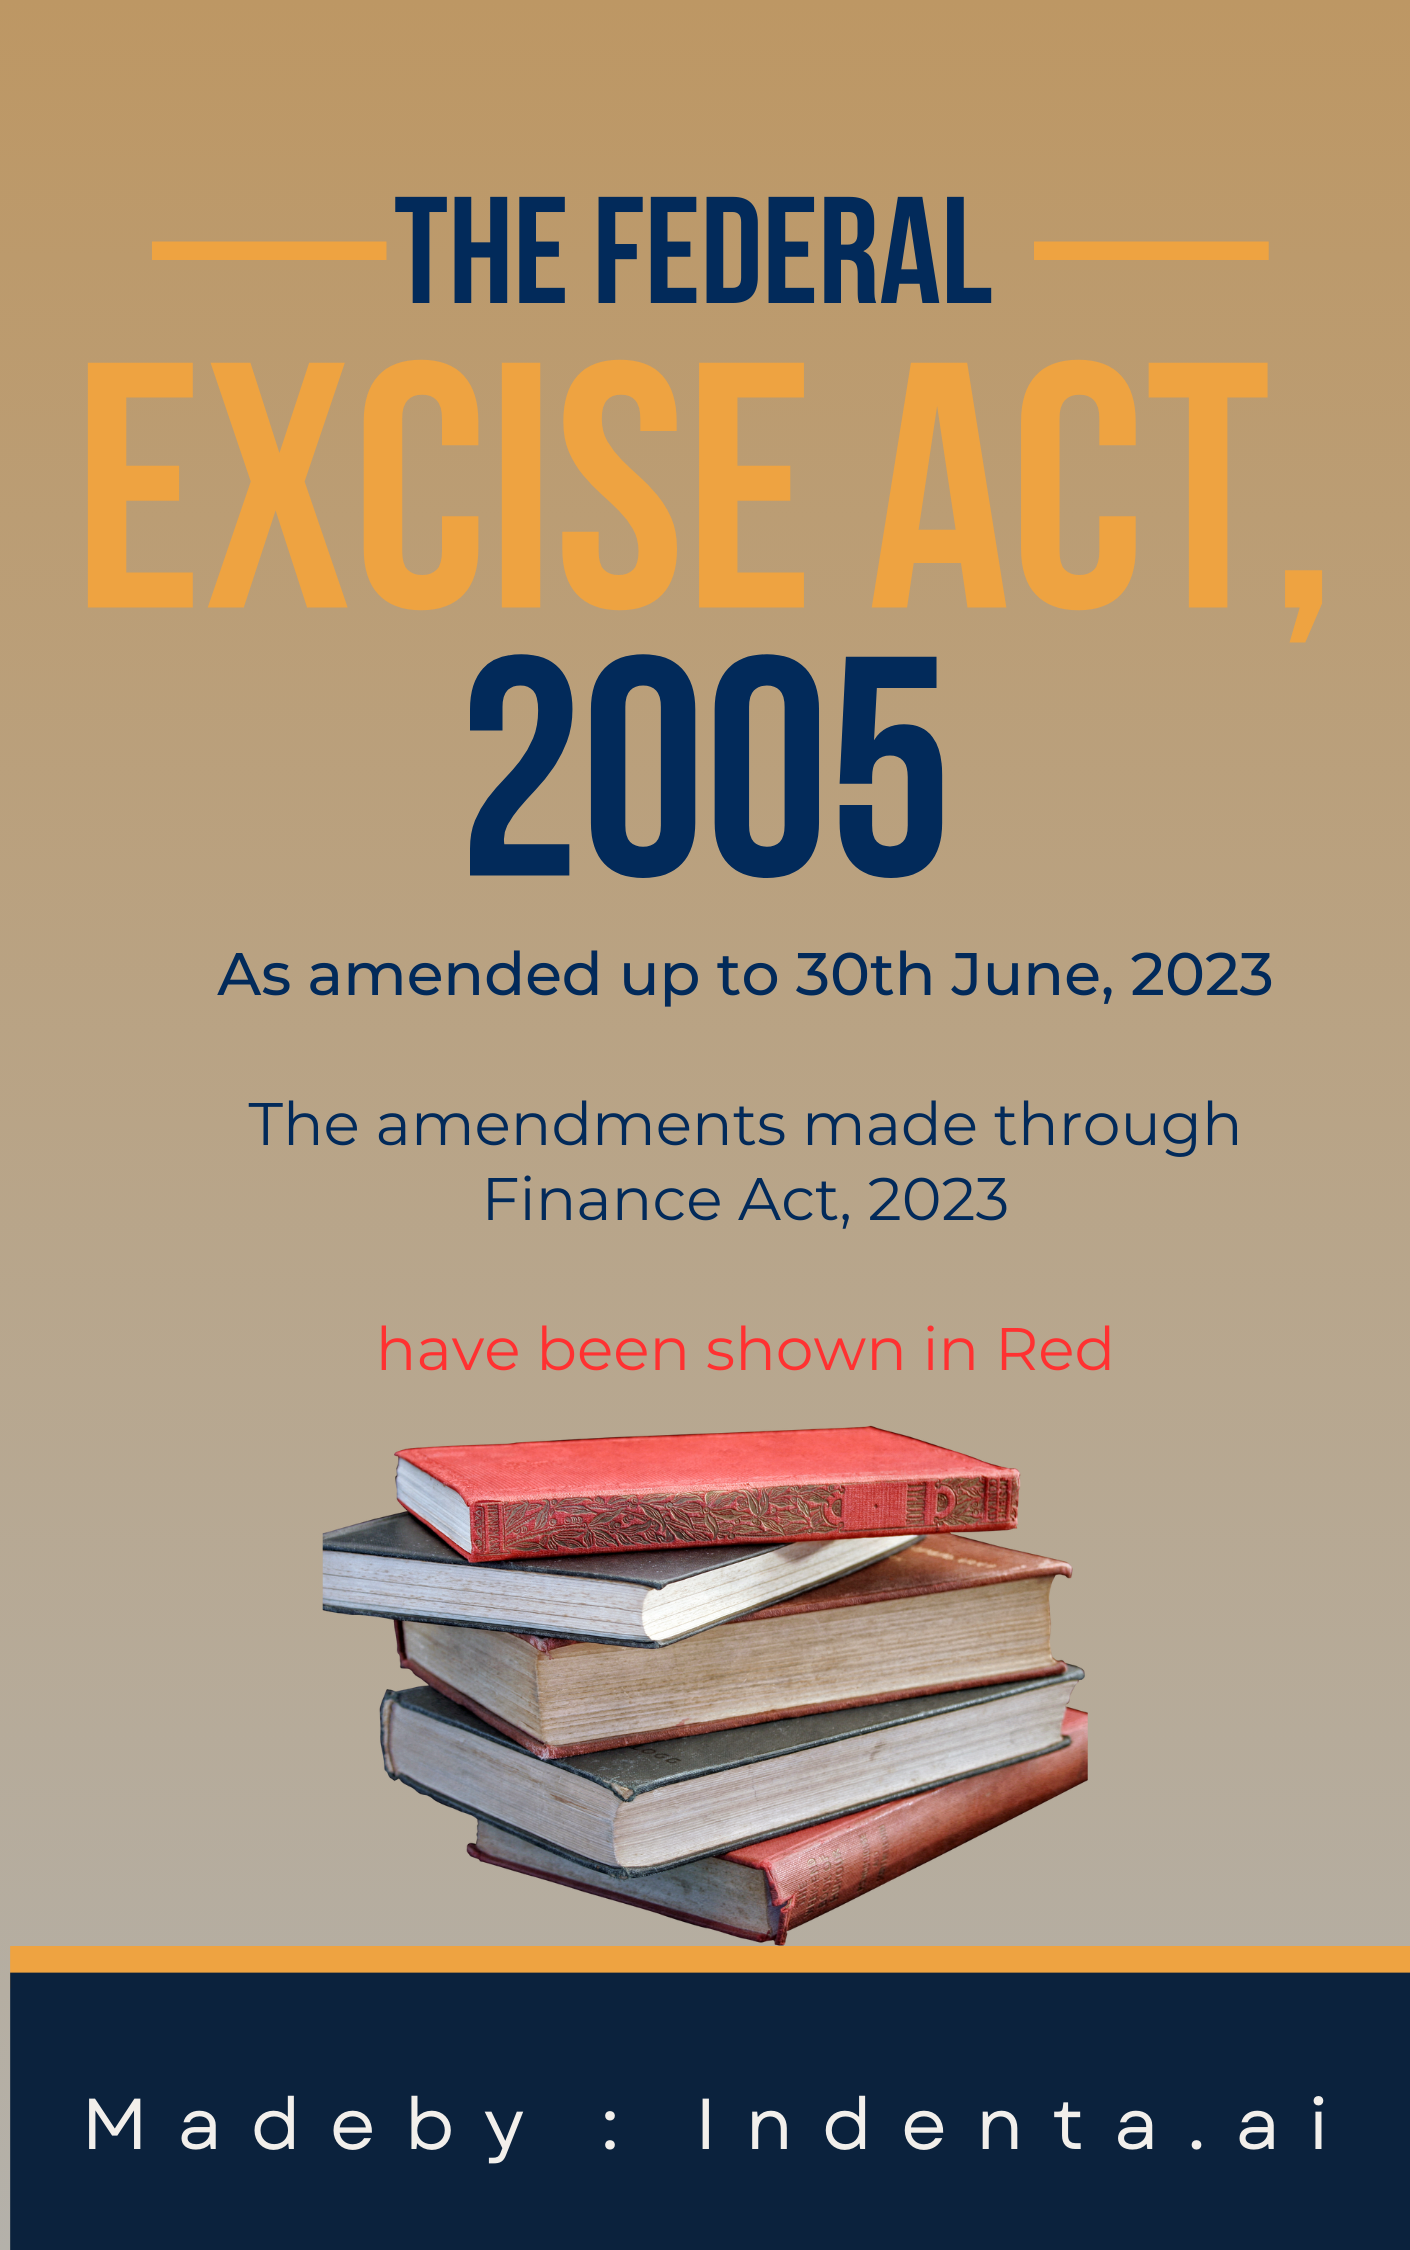 THE FEDERAL
EXCISE ACT,
2005
As amended up to 30th June, 2023
The amendments made through
Finance Act, 2023
have been shown in Red
Madeby : Indenta.ai